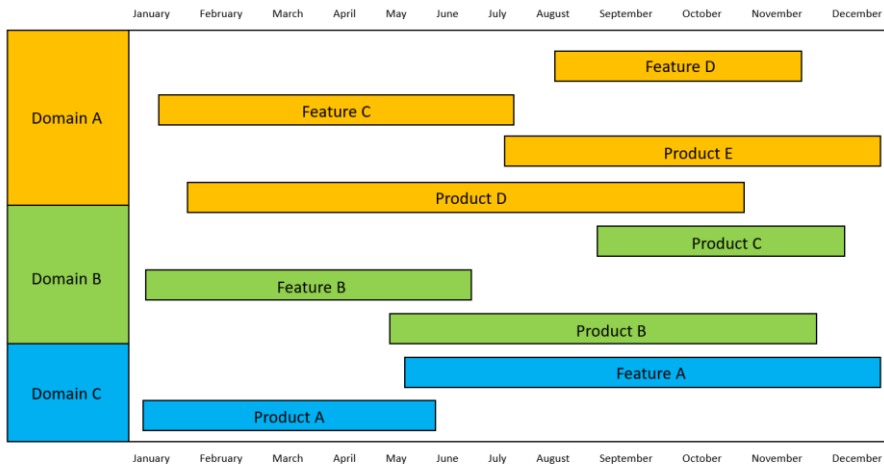 January February March April May June July August September October November December
Feature D
Domain A
Feature C
Product E
Product D
Product C
Domain B
Feature B
Product B
Feature A
Domain C
Product A
January February March April May June July August September October November December